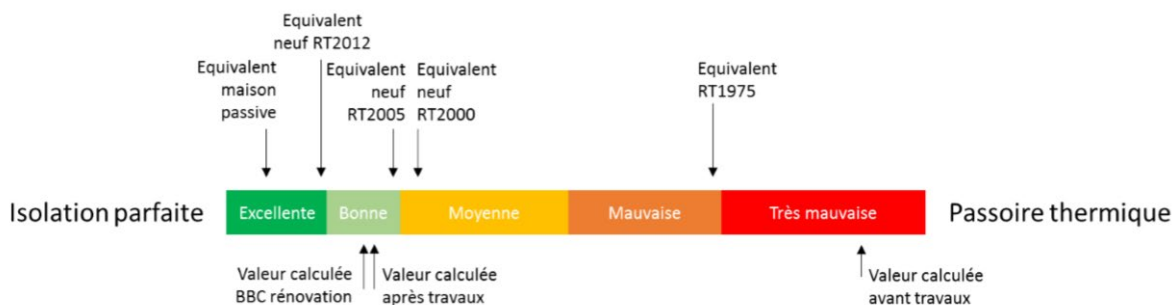 Equivalent
neuf RT2012
Equivalent
maison
passive
Equivalent
neuf
RT2005
Equivalent
neuf
RT2000
Equivalent
RT1975
Isolation parfaite
Excellente
Bonne
Moyenne
Mauvaise
Très mauvaise
Passoire thermique
Valeur calculée
BBC rénovation
Valeur calculée
après travaux
Valeur calculée
avant travaux